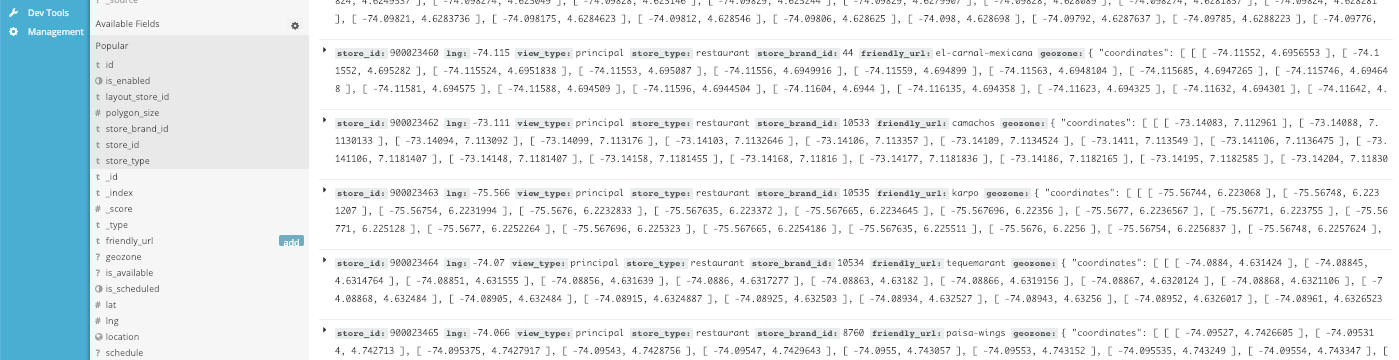 Dev Tools
Management
_source
Available Fields
Popular
t id
is_enabled
t layout_store_id
# polygon_size
t store_brand_id
t store_id
t store_type
t _id
t _index
# _score
t _type
t friendly_url add
? geozone
? is_available
is_scheduled
# lat
# lng
location
? schedule
], [ -74.09821, 4.6283736 ], [ -74.098175, 4.6284623 ], [ -74.09812, 4.628546 ], [ -74.09806, 4.628625 ], [ -74.098, 4.628698 ], [ -74.09792, 4.6287637 ], [ -74.09785, 4.6288223 ], [ -74.09776,
store_id: 900023460 lng: -74.115 view_type: principal store_type: restaurant store_brand_id: 44 friendly_url: el-carnal-mexicana geozone: { "coordinates": [ [ [ -74.11552, 4.6956553 ], [ -74.1
1552, 4.695282 ], [ -74.115524, 4.6951838 ], [ -74.11553, 4.695087 ], [ -74.11556, 4.6949916 ], [ -74.11559, 4.694899 ], [ -74.11563, 4.6948104 ], [ -74.115685, 4.6947265 ], [ -74.115746, 4.69464
8 ], [ -74.11581, 4.694575 ], [ -74.11588, 4.694509 ], [ -74.11596, 4.6944504 ], [ -74.11604, 4.6944 ], [ -74.116135, 4.694358 ], [ -74.11623, 4.694325 ], [ -74.11632, 4.694301 ], [ -74.11642, 4.
store_id: 900023462 lng: -73.111 view_type: principal store_type: restaurant store_brand_id: 10533 friendly_url: camachos geozone: { "coordinates": [ [ [ -73.14083, 7.112961 ], [ -73.14088, 7.
1130133 ], [ -73.14094, 7.113092 ], [ -73.14099, 7.113176 ], [ -73.14103, 7.1132646 ], [ -73.14106, 7.113357 ], [ -73.14109, 7.1134524 ], [ -73.1411, 7.113549 ], [ -73.141106, 7.1136475 ], [ -73.
141106, 7.1181407 ], [ -73.14148, 7.1181407 ], [ -73.14158, 7.1181455 ], [ -73.14168, 7.11816 ], [ -73.14177, 7.1181836 ], [ -73.14186, 7.1182165 ], [ -73.14195, 7.1182585 ], [ -73.14204, 7.11830
store_id: 900023463 lng: -75.566 view_type: principal store_type: restaurant store_brand_id: 10535 friendly_url: karpo geozone: { "coordinates": [ [ [ -75.56744, 6.223068 ], [ -75.56748, 6.223
1207 ], [ -75.56754, 6.2231994 ], [ -75.5676, 6.2232833 ], [ -75.567635, 6.223372 ], [ -75.567665, 6.2234645 ], [ -75.567696, 6.22356 ], [ -75.5677, 6.2236567 ], [ -75.56771, 6.223755 ], [ -75.56
771, 6.225128 ], [ -75.5677, 6.2252264 ], [ -75.567696, 6.225323 ], [ -75.567665, 6.2254186 ], [ -75.567635, 6.225511 ], [ -75.5676, 6.2256 ], [ -75.56754, 6.2256837 ], [ -75.56748, 6.2257624 ],
store_id: 900023464 lng: -74.07 view_type: principal store_type: restaurant store_brand_id: 10534 friendly_url: tequemarant geozone: { "coordinates": [ [ [ -74.0884, 4.631424 ], [ -74.08845,
4.6314764 ], [ -74.08851, 4.631555 ], [ -74.08856, 4.631639 ], [ -74.0886, 4.6317277 ], [ -74.08863, 4.63182 ], [ -74.08866, 4.6319156 ], [ -74.08867, 4.6320124 ], [ -74.08868, 4.6321106 ], [ -7
4.08868, 4.632484 ], [ -74.08905, 4.632484 ], [ -74.08915, 4.6324887 ], [ -74.08925, 4.632503 ], [ -74.08934, 4.632527 ], [ -74.08943, 4.63256 ], [ -74.08952, 4.6326017 ], [ -74.08961, 4.6326523
store_id: 900023465 lng: -74.066 view_type: principal store_type: restaurant store_brand_id: 8760 friendly_url: paisa-wings geozone: { "coordinates": [ [ [ -74.09527, 4.7426605 ], [ -74.09531
4, 4.742713 ], [ -74.095375, 4.7427917 ], [ -74.09543, 4.7428756 ], [ -74.09547, 4.7429643 ], [ -74.0955, 4.743057 ], [ -74.09553, 4.743152 ], [ -74.095535, 4.743249 ], [ -74.09554, 4.743347 ], [